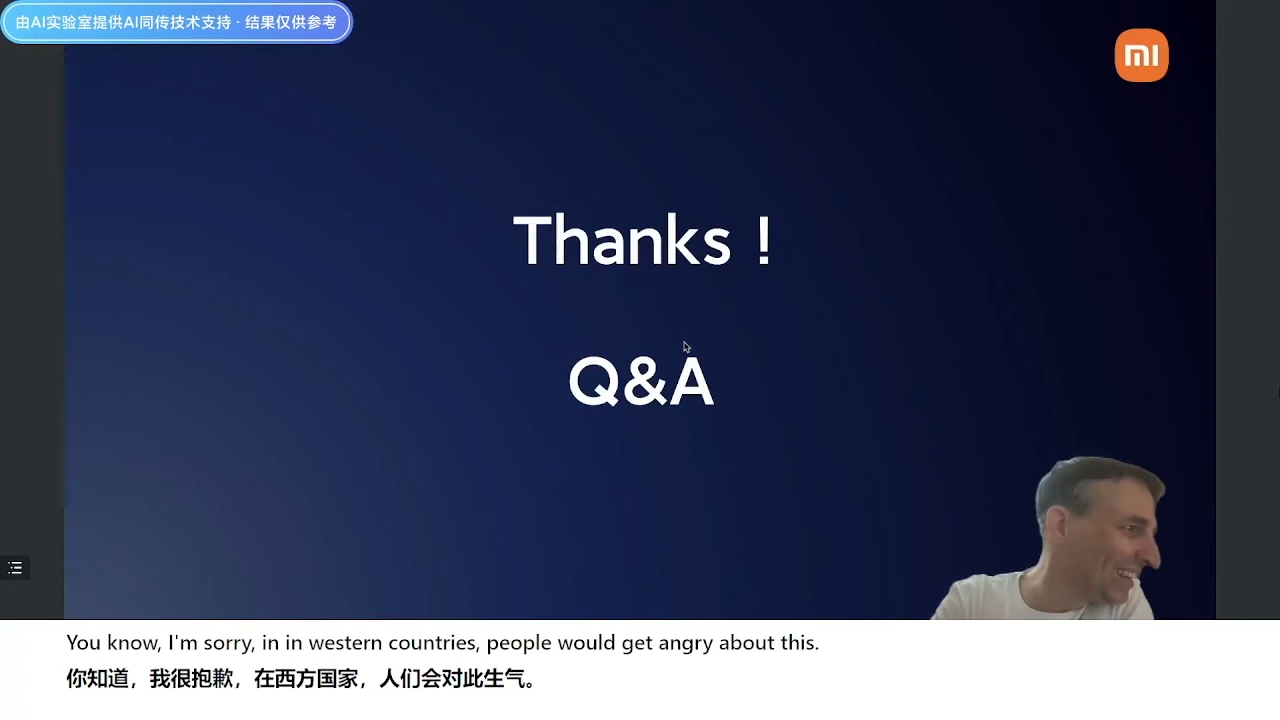 由AI实验室提供AI同传技术支持 · 结果仅供参考
mi
Thanks !
Q&A
You know, I'm sorry, in in western countries, people would get angry about this.
你知道，我很抱歉，在西方国家，人们会对此生气。